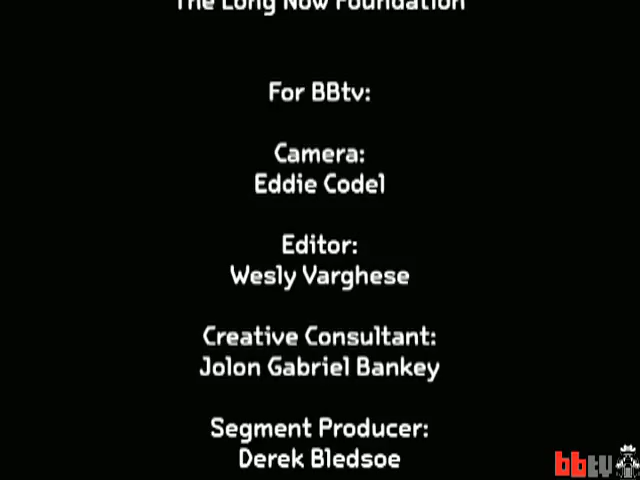 The Long Now Foundation
For BBtv:
Camera:
Eddie Codel
Editor:
Wesly Varghese
Creative Consultant:
Jolon Gabriel Bankey
Segment Producer:
Derek Bledsoe
bbtv